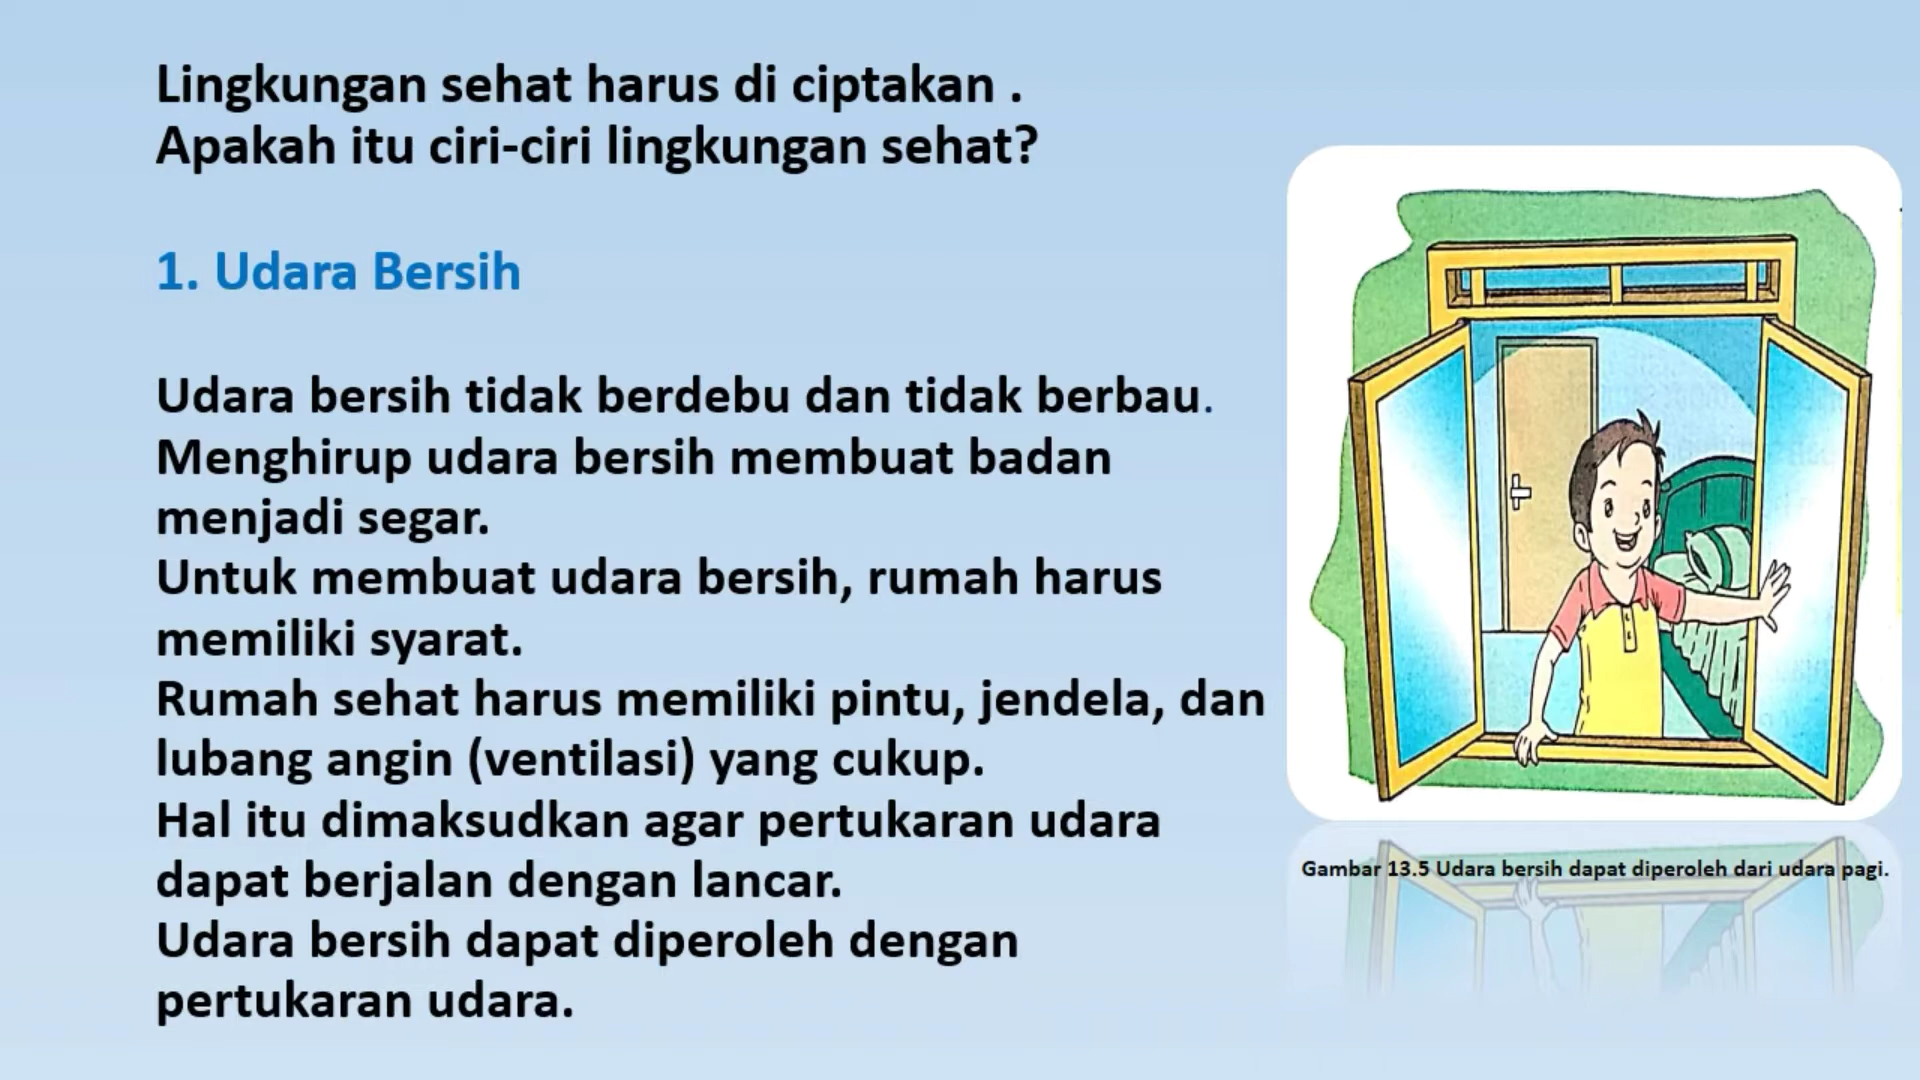 Lingkungan sehat harus di ciptakan .
Apakah itu ciri-ciri lingkungan sehat?
1. Udara Bersih
Udara bersih tidak berdebu dan tidak berbau.
Menghirup udara bersih membuat badan
menjadi segar.
Untuk membuat udara bersih, rumah harus
memiliki syarat.
Rumah sehat harus memiliki pintu, jendela, dan
lubang angin (ventilasi) yang cukup.
Hal itu dimaksudkan agar pertukaran udara
dapat berjalan dengan lancar.
Udara bersih dapat diperoleh dengan
pertukaran udara.
Gambar 13.5 Udara bersih dapat diperoleh dari udara pagi.